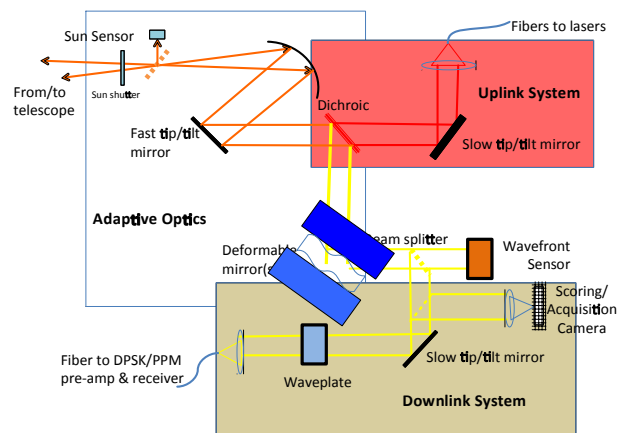 Fibers to lasers
Sun Sensor
From/to
telescope
Sun shutter
Dichroic
Uplink System
Fast tip/tilt
mirror
Slow tip/tilt mirror
Adaptive Optics
Deformable
mirror(s
eam splitter
Wavefront
Sensor
Scoring/
Acquisition
Camera
Fiber to DPSK/PPM
pre-amp & receiver
Waveplate
Slow tip/tilt mirror
Downlink System